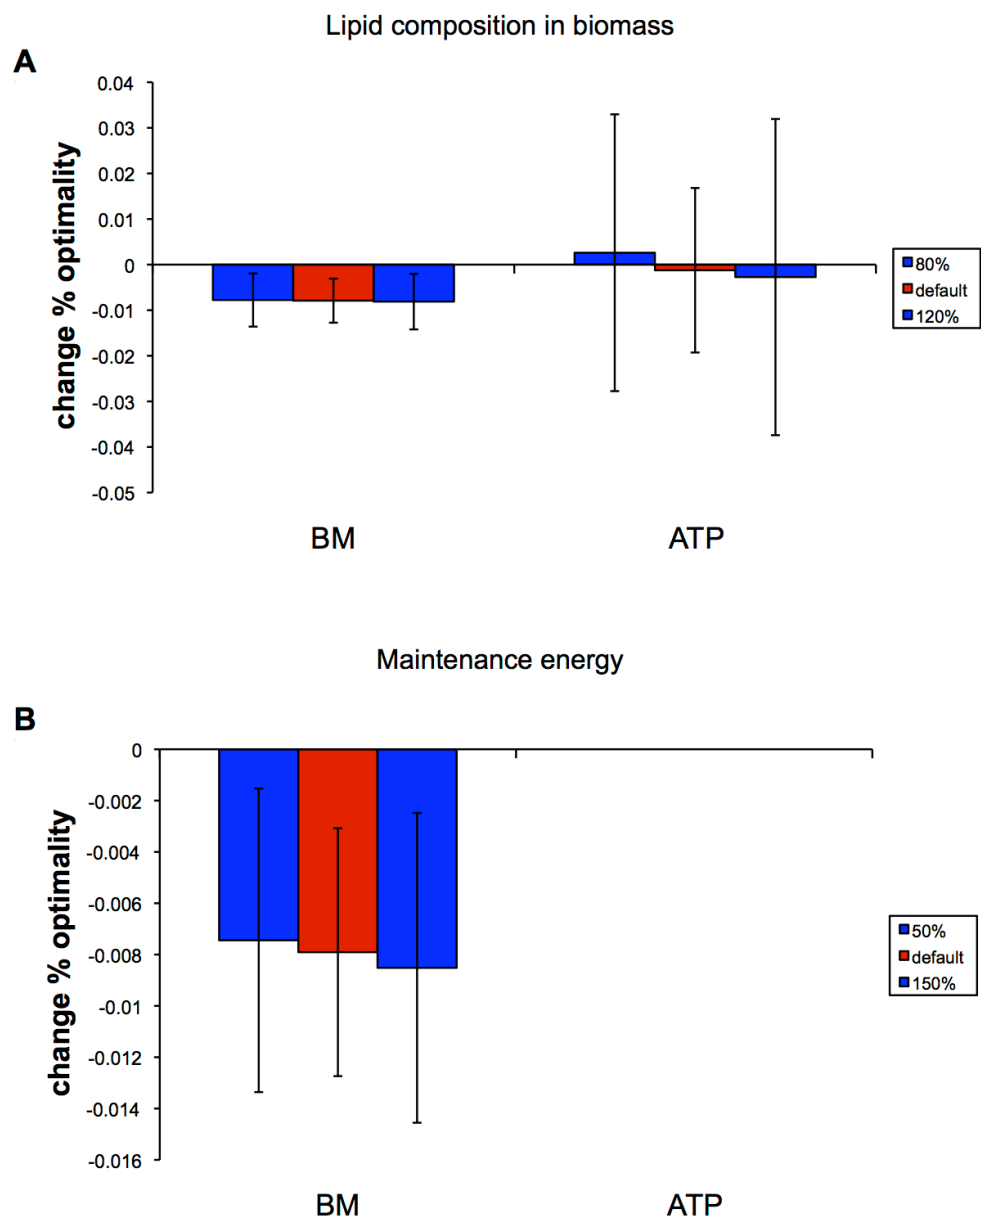 Lipid composition in biomass
A
0.04
0.03
0.02
0.01
0
-0.01
-0.02
-0.03
-0.04
-0.05
change % optimality
BM
ATP
80%
default
120%
Maintenance energy
B
0
-0.002
-0.004
-0.006
-0.008
-0.01
-0.012
-0.014
-0.016
change % optimality
BM
ATP
50%
default
150%